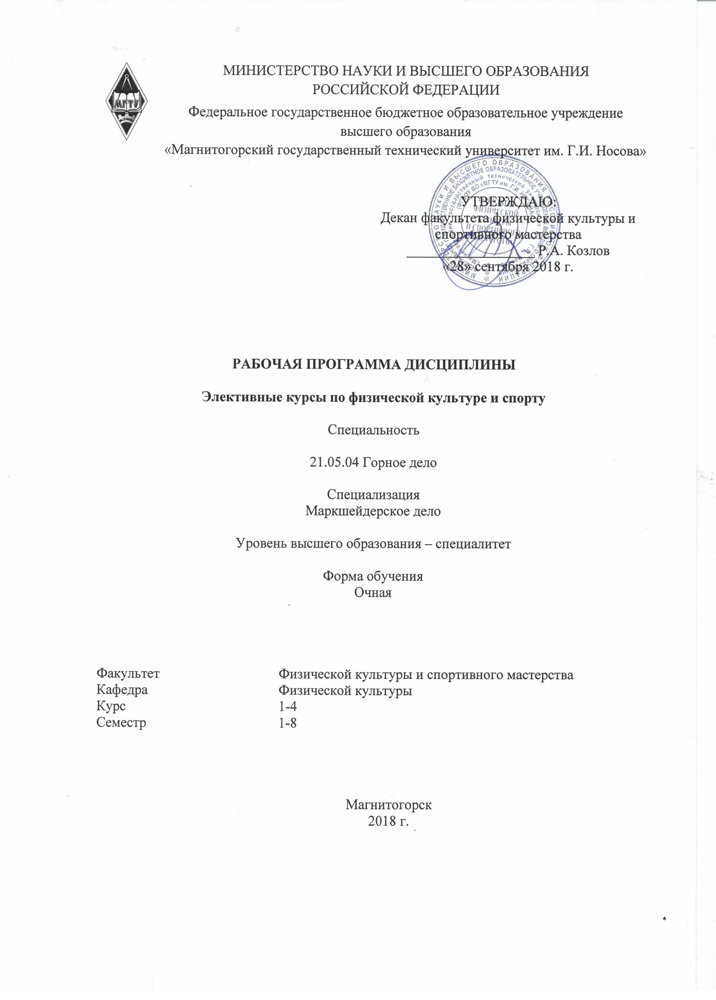 МИНИСТЕРСТВО НАУКИ И ВЫСШЕГО ОБРАЗОВАНИЯ
РОССИЙСКОЙ ФЕДЕРАЦИИ
Федеральное государственное бюджетное образовательное учреждение
высшего образования
«Магнитогорский государственный технический университет им. Г.И. Носова»
МГТУ
УТВЕРЖДАЮ:
Декан факультета физической культуры и
спортивного мастерства
Р.А. Козлов
«28» сентября 2018 г.
РАБОЧАЯ ПРОГРАММА ДИСЦИПЛИНЫ
Элективные курсы по физической культуре и спорту
Специальность
21.05.04 Горное дело
Специализация
Маркшейдерское дело
Уровень высшего образования – специалитет
Форма обучения
Очная
Факультет Физической культуры и спортивного мастерства
Кафедра Физической культуры
Курс 1-4
Семестр 1-8
Магнитогорск
2018 г.